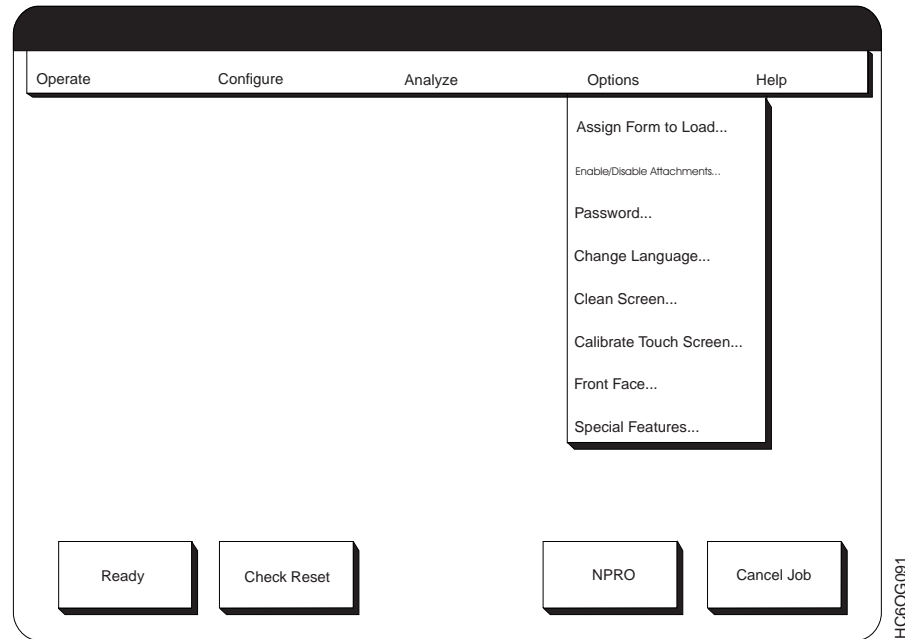 Operate Configure Analyze Options Help
Assign Form to Load...
Enable/Disable Attachments...
Password...
Change Language...
Clean Screen...
Calibrate Touch Screen...
Front Face...
Special Features...
Ready Check Reset NPRO Cancel Job
HC6OG091